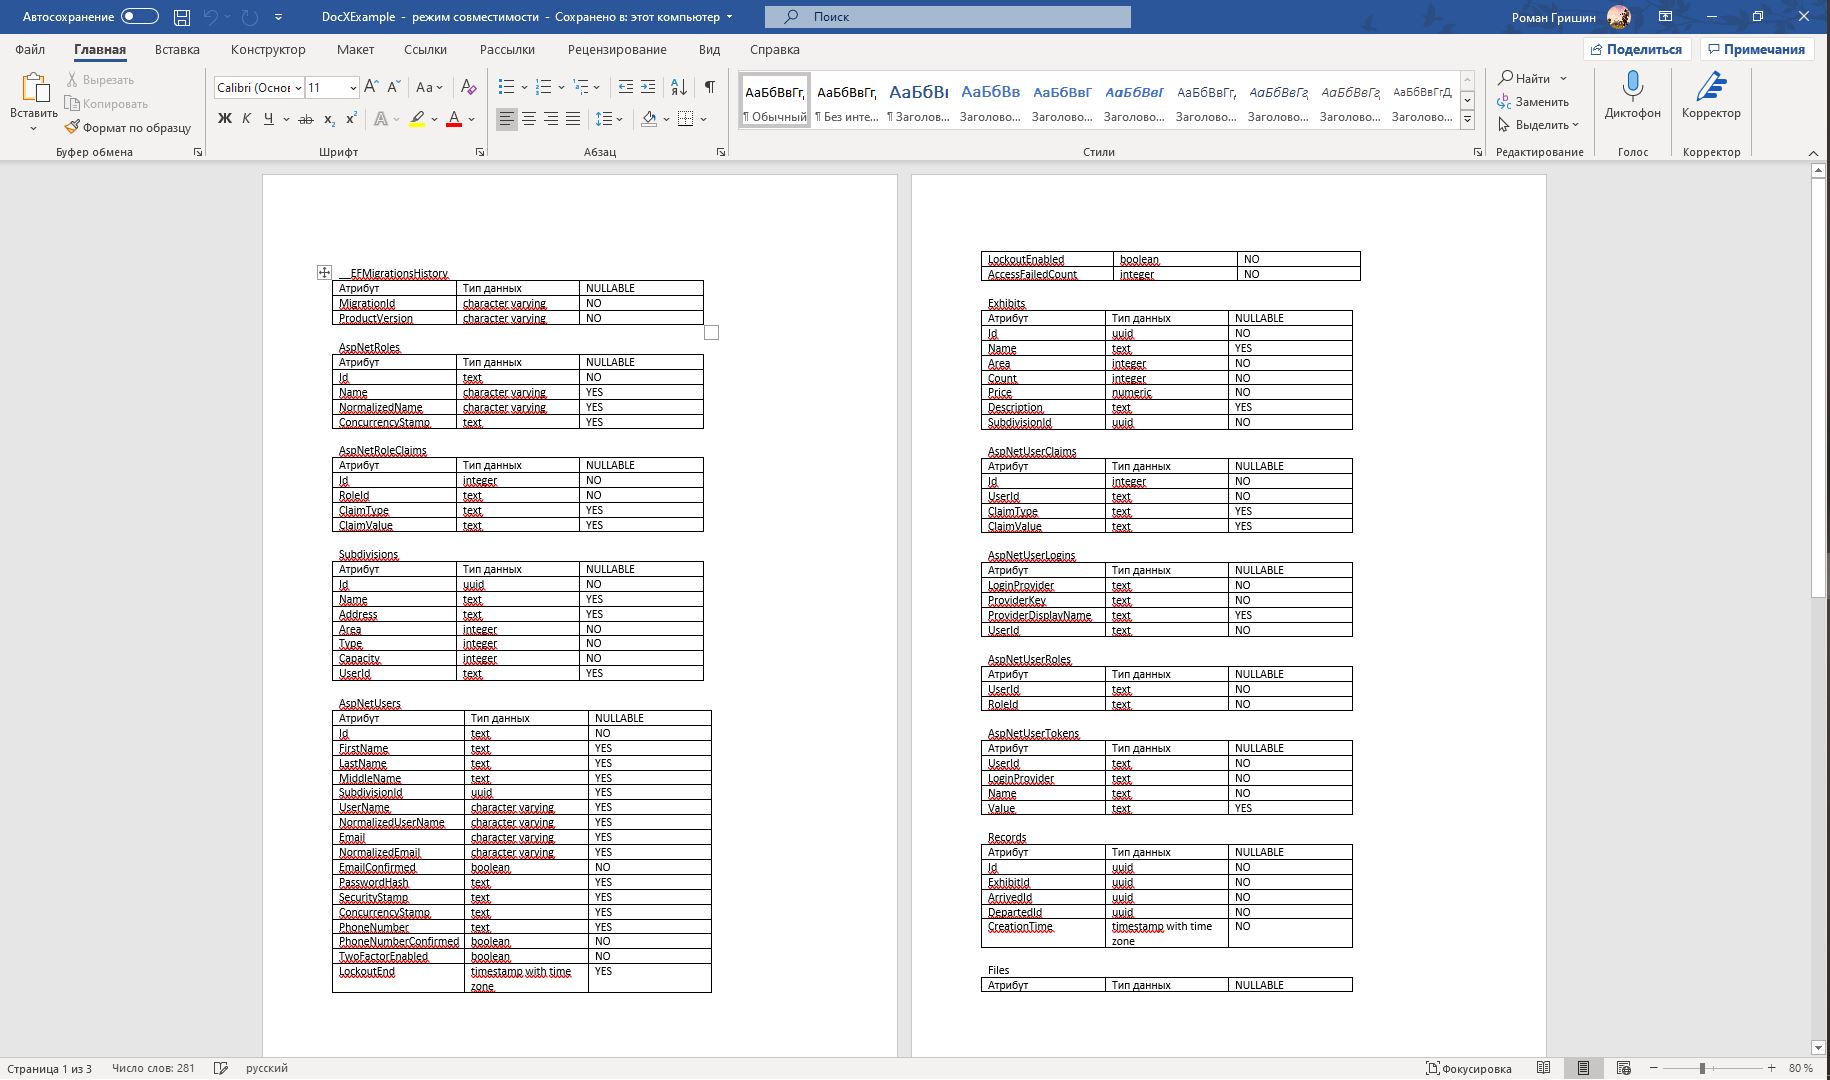 Автосохранение
DocXExample - режим совместимости - Сохранено в: этот компьютер
Поиск
Роман Гришин
Файл Главная Вставка Конструктор Макет Ссылки Рассылки Рецензирование Вид Справка
Поделиться Примечания
Вставить
Вырезать
Копировать
Формат по образцу
Буфер обмена
Calibri (Осно 11
Aa
Ж К Ч ab x₂ x² A A
Шрифт
Абзац
АаБбВвГг, АаБбВвГг, АаБбВв АаБбВв АаБбВвГ АаБбВвГ АаБбВвГг, АаБбВвГг АаБбВвГг АаБбВвГгД
¶ Обычный ¶ Без инте... ¶ Заголов... Заголово... Заголово... Заголово... Заголово... Заголово... Заголово... Заголово...
Стили
Найти
Заменить
Выделить
Редактирование
Диктофон
Голос
Корректор
Корректор
__EFMigrationsHistory
Атрибут Тип данных NULLABLE
MigrationId character varying NO
ProductVersion character varying NO
AspNetRoles
Атрибут Тип данных NULLABLE
Id text NO
Name character varying YES
NormalizedName character varying YES
ConcurrencyStamp text YES
AspNetRoleClaims
Атрибут Тип данных NULLABLE
Id integer NO
RoleId text NO
ClaimType text YES
ClaimValue text YES
Subdivisions
Атрибут Тип данных NULLABLE
Id uuid NO
Name text YES
Address text YES
Area integer NO
Type integer NO
Capacity integer NO
UserId text YES
AspNetUsers
Атрибут Тип данных NULLABLE
Id text NO
FirstName text YES
LastName text YES
MiddleName text YES
SubdivisionId uuid YES
UserName character varying YES
NormalizedUserName character varying YES
Email character varying YES
NormalizedEmail character varying YES
EmailConfirmed boolean NO
PasswordHash text YES
SecurityStamp text YES
ConcurrencyStamp text YES
PhoneNumber text YES
PhoneNumberConfirmed boolean NO
TwoFactorEnabled boolean NO
LockoutEnd timestamp with time YES
zone
LockoutEnabled boolean NO
AccessFailedCount integer NO
Exhibits
Атрибут Тип данных NULLABLE
Id uuid NO
Name text YES
Area integer NO
Count integer NO
Price numeric NO
Description text YES
SubdivisionId uuid NO
AspNetUserClaims
Атрибут Тип данных NULLABLE
Id integer NO
UserId text NO
ClaimType text YES
ClaimValue text YES
AspNetUserLogins
Атрибут Тип данных NULLABLE
LoginProvider text NO
ProviderKey text NO
ProviderDisplayName text YES
UserId text NO
AspNetUserRoles
Атрибут Тип данных NULLABLE
UserId text NO
RoleId text NO
AspNetUserTokens
Атрибут Тип данных NULLABLE
UserId text NO
LoginProvider text NO
Name text NO
Value text YES
Records
Атрибут Тип данных NULLABLE
Id uuid NO
ExhibitId uuid NO
ArrivedId uuid NO
DepartedId uuid NO
CreationTime timestamp with time NO
zone
Files
Атрибут Тип данных NULLABLE
Страница 1 из 3 Число слов: 281 русский
Фокусировка 80 %